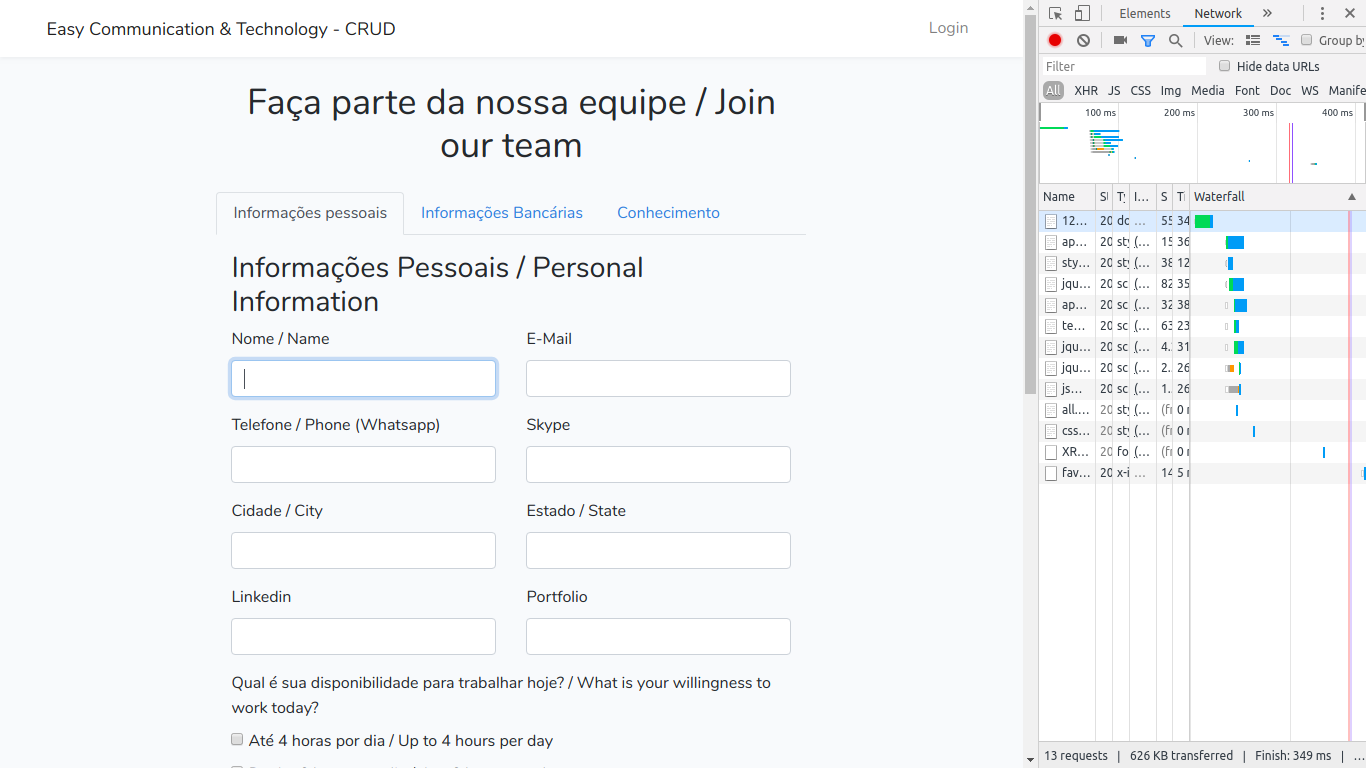 Easy Communication & Technology - CRUD
Login
Faça parte da nossa equipe / Join
our team
Informações pessoais
Informações Bancárias
Conhecimento
Informações Pessoais / Personal
Information
Nome / Name
E-Mail
Telefone / Phone (Whatsapp)
Skype
Cidade / City
Estado / State
Linkedin
Portfolio
Qual é sua disponibilidade para trabalhar hoje? / What is your willingness to
work today?
Até 4 horas por dia / Up to 4 hours per day
Elements
Network
View:
Group by
Filter
Hide data URLs
All XHR JS CSS Img Media Font Doc WS Manife
100 ms 200 ms 300 ms 400 ms
Name Waterfall
12... 20 do ... 55 34
ap... 20 sty (... 15 36
sty... 20 sty (... 38 12
jqu... 20 sc (... 82 35
ap... 20 sc (... 32 38
te... 20 sc (... 63 23
jqu... 20 sc (... 4. 31
jqu... 20 sc (... 2.. 26
js... 20 sc (... 1.. 26
all.... 20 sty (... (fr 0
css... 20 sty (... (fr 0
XR... 20 fo (... (fr 0
fav... 20 x-i ... 14 5
13 requests | 626 KB transferred | Finish: 349 ms | ...